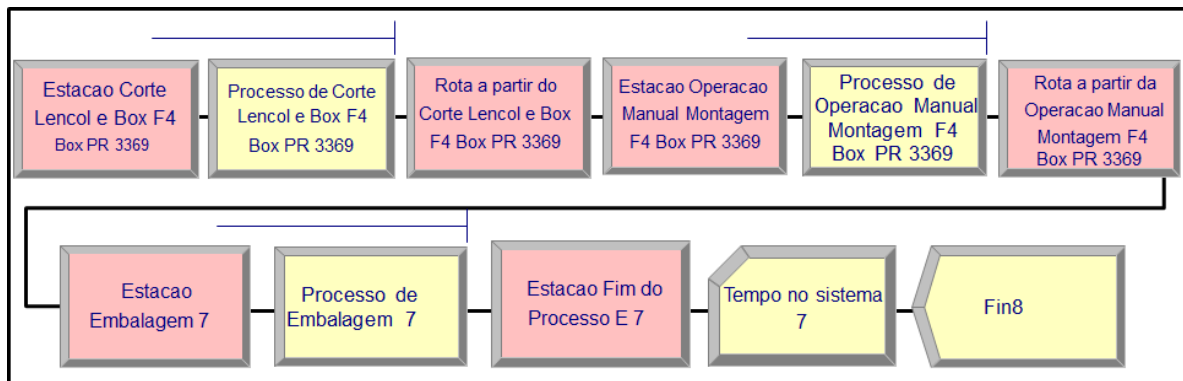 Estacao Corte
Lencol e Box F4
Box PR 3369
Processo de Corte
Lencol e Box F4
Box PR 3369
Rota a partir do
Corte Lencol e Box
F4 Box PR 3369
Estacao Operacao
Manual Montagem
F4 Box PR 3369
Processo de
Operacao Manual
Montagem F4
Box PR 3369
Rota a partir da
Operacao Manual
Montagem F4
Box PR 3369
Estacao
Embalagem 7
Processo de
Embalagem 7
Estacao Fim do
Processo E 7
Tempo no sistema
7
Fin8